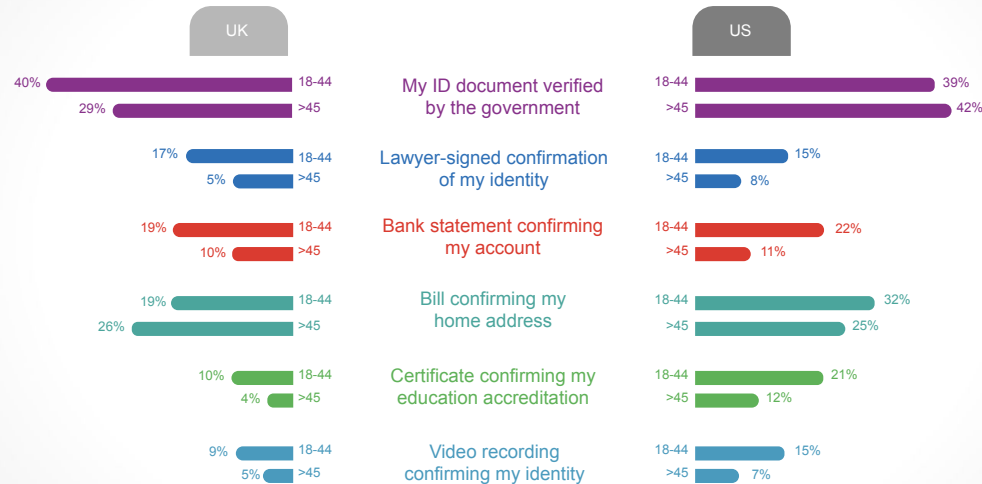 UK
US
40% 18-44 My ID document verified 18-44 39%
29% >45 by the government >45 42%
17% 18-44 Lawyer-signed confirmation 18-44 15%
5% >45 of my identity >45 8%
19% 18-44 Bank statement confirming 18-44 22%
10% >45 my account >45 11%
19% 18-44 Bill confirming my 18-44 32%
26% >45 home address >45 25%
10% 18-44 Certificate confirming my 18-44 21%
4% >45 education accreditation >45 12%
9% 18-44 Video recording 18-44 15%
5% >45 confirming my identity >45 7%